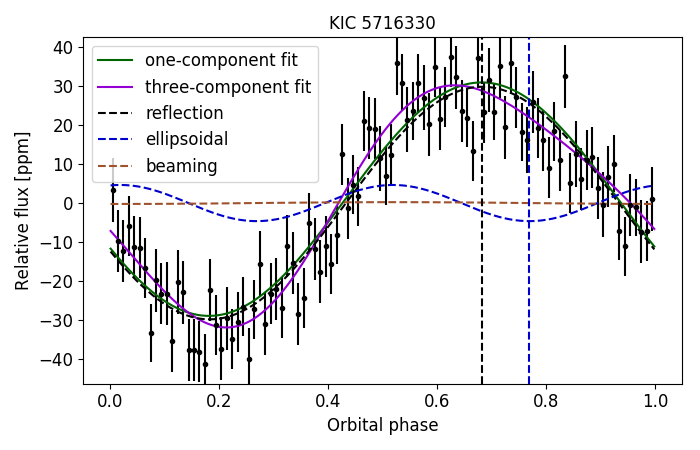 KIC 5716330
one-component fit
three-component fit
reflection
ellipsoidal
beaming
Relative flux [ppm]
40
30
20
10
0
−10
−20
−30
−40
0.0 0.2 0.4 0.6 0.8 1.0
Orbital phase